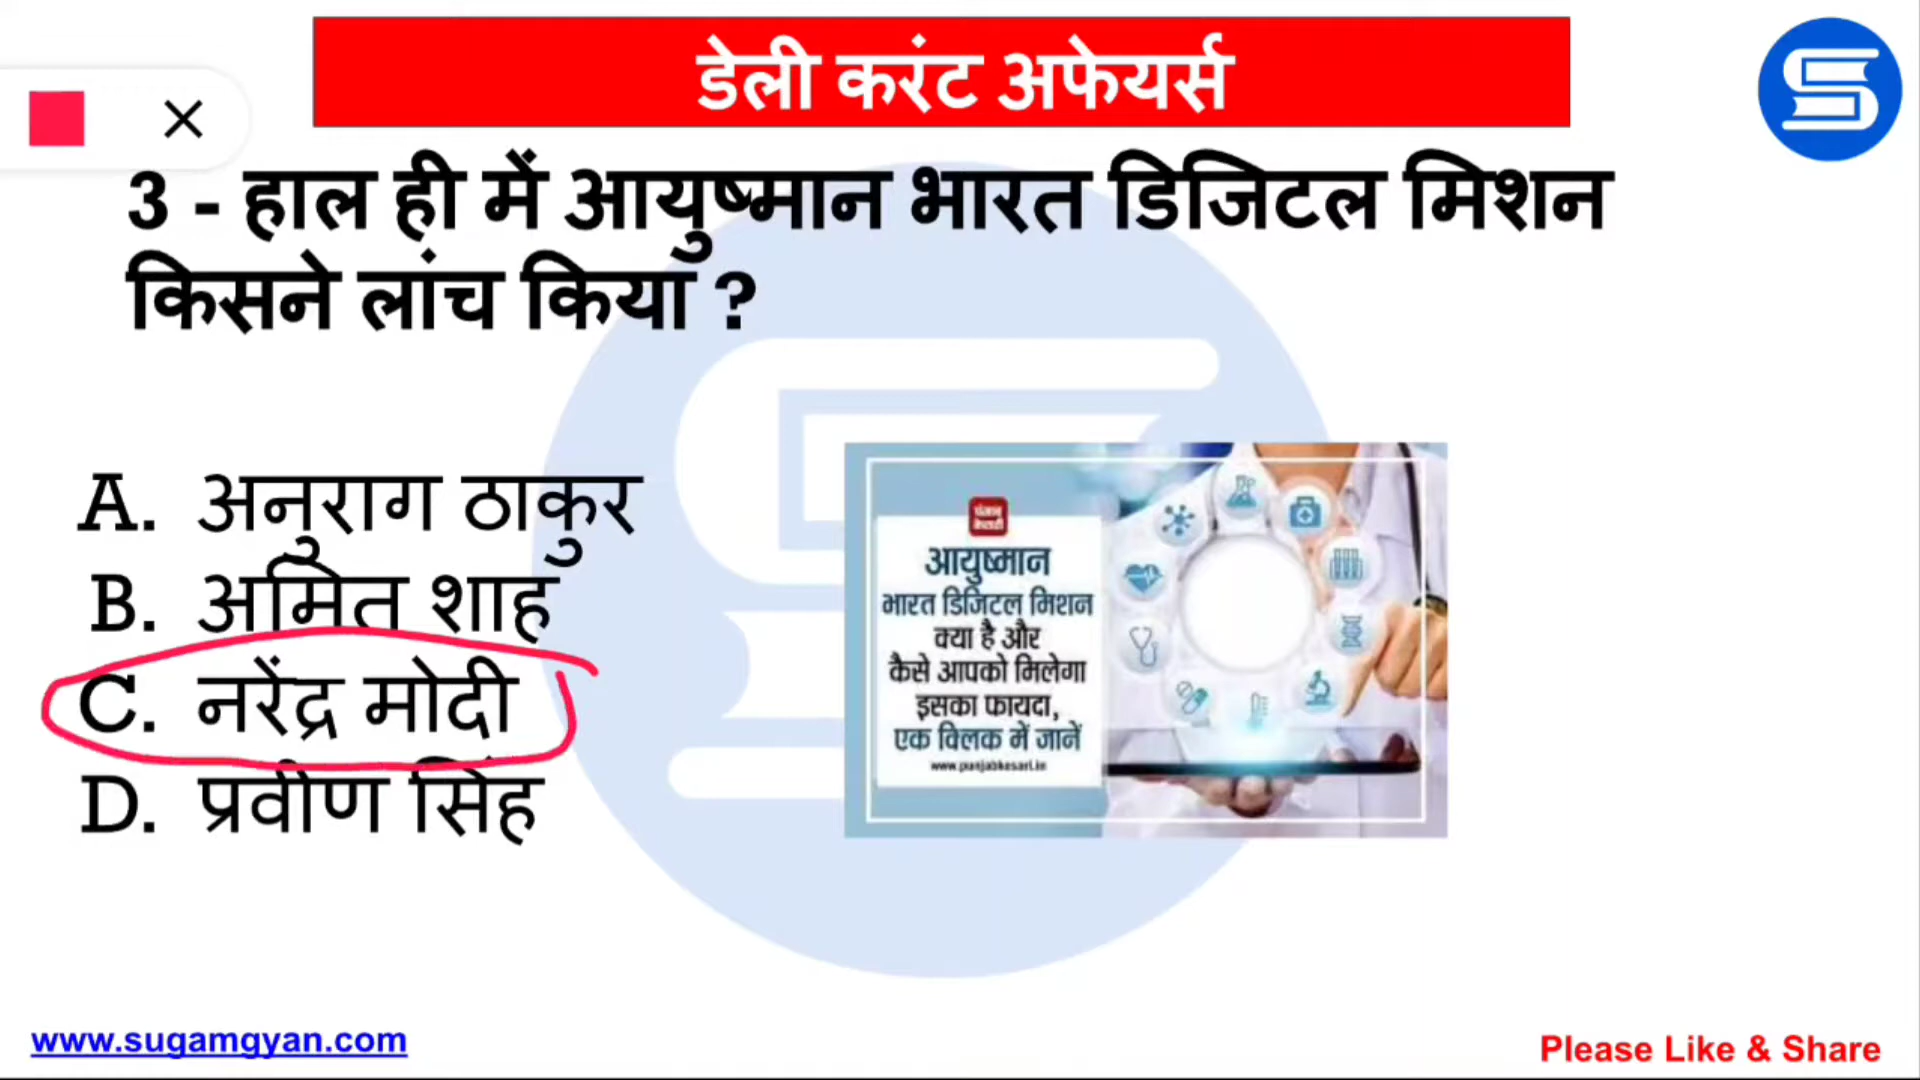 डेली करंट अफेयर्स
3 - हाल ही में आयुष्मान भारत डिजिटल मिशन
किसने लांच किया ?
A. अनुराग ठाकुर
B. अमित शाह
C. नरेंद्र मोदी
D. प्रवीण सिंह
पंजाब
केसरी
आयुष्मान
भारत डिजिटल मिशन
क्या है और
कैसे आपको मिलेगा
इसका फायदा,
एक क्लिक में जानें
www.punjabkesari.in
www.sugamgyan.com
Please Like & Share